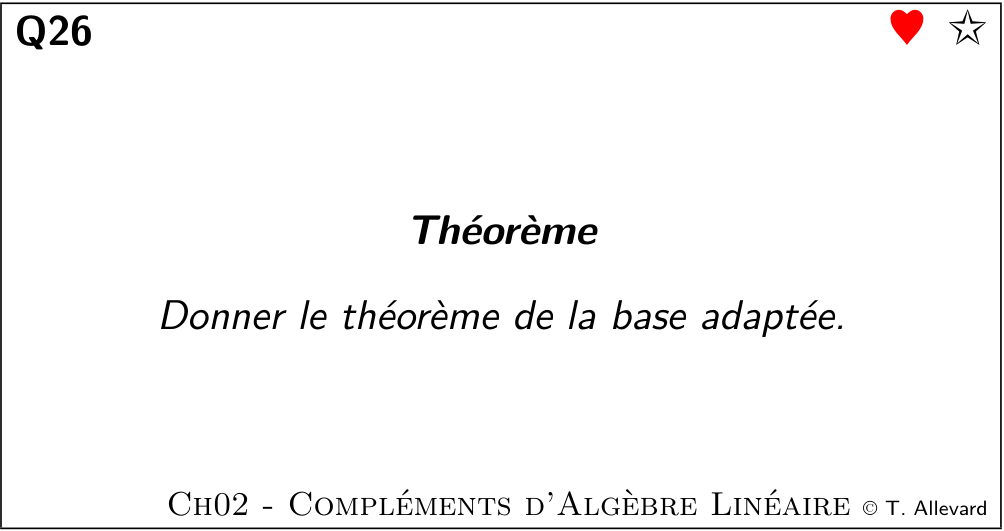 Q26
Théorème
Donner le théorème de la base adaptée.
Ch02 - Compléments d'Algèbre Linéaire © T. Allevard